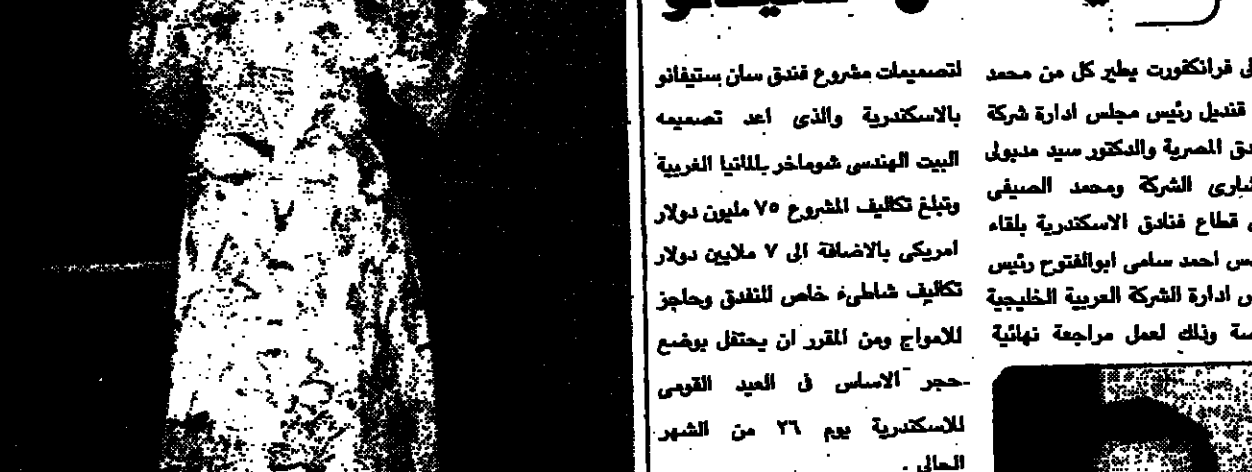 فرانكفورت يطير كل من محمد
قنديل رئيس مجلس ادارة شركة
المصرية والدكتور سيد مدبولى
الشركة ومحمد الصيفى
قطاع فنادق الاسكندرية بلقاء
احمد سامى ابوالفتوح رئيس
ادارة الشركة العربية الخليجية
وذلك لعمل مراجعة نهائية
لتصميمات مشروع فندق سان ستيفانو
بالاسكندرية والذى اعد تصميمه
البيت الهندسى شوماخر بالمانيا الغربية
وتبلغ تكاليف المشروع ٧٥ مليون دولار
امريكى بالاضافة الى ٧ ملايين دولار
تكاليف شاطىء خاص للفندق وحاجز
للامواج ومن المقرر ان يحتفل بوضع
حجر الاساس فى العيد القومى
للاسكندرية يوم ٢٦ من الشهر
الحالى .